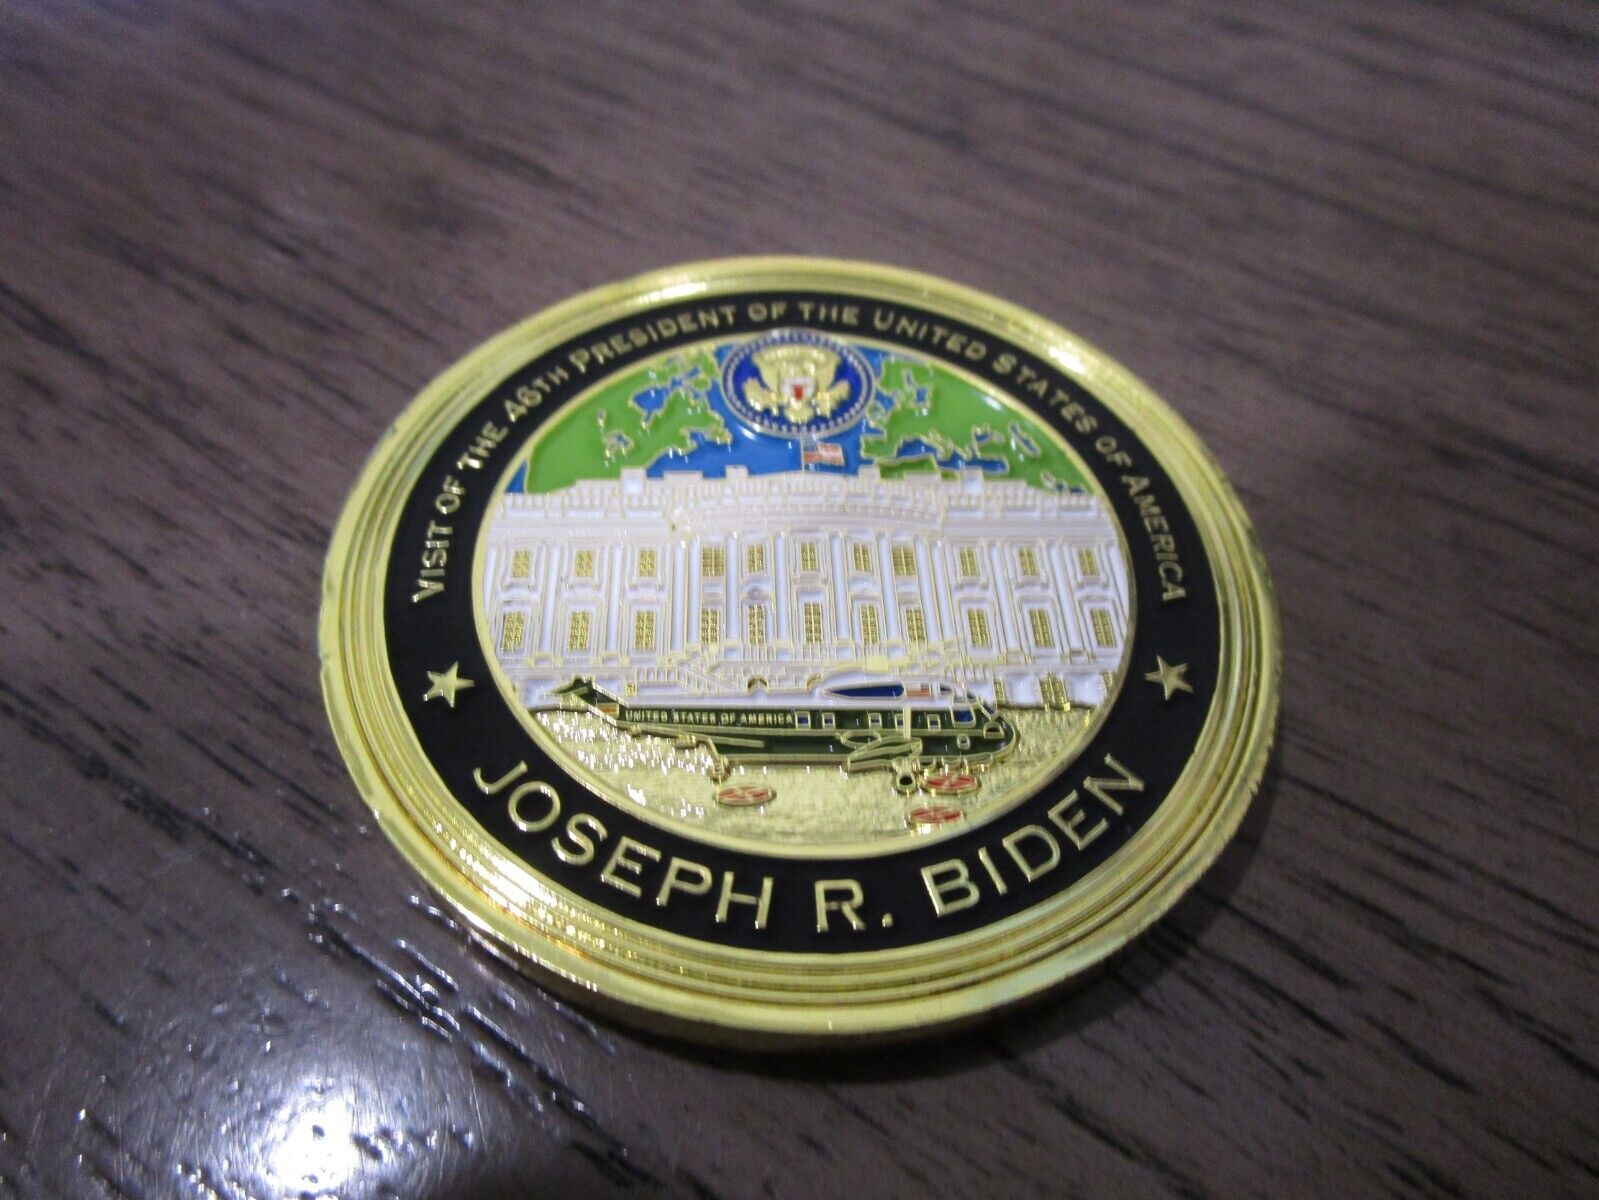 VISIT OF THE 46TH PRESIDENT OF THE UNITED STATES OF AMERICA
UNITED STATES OF AMERICA
JOSEPH R. BIDEN